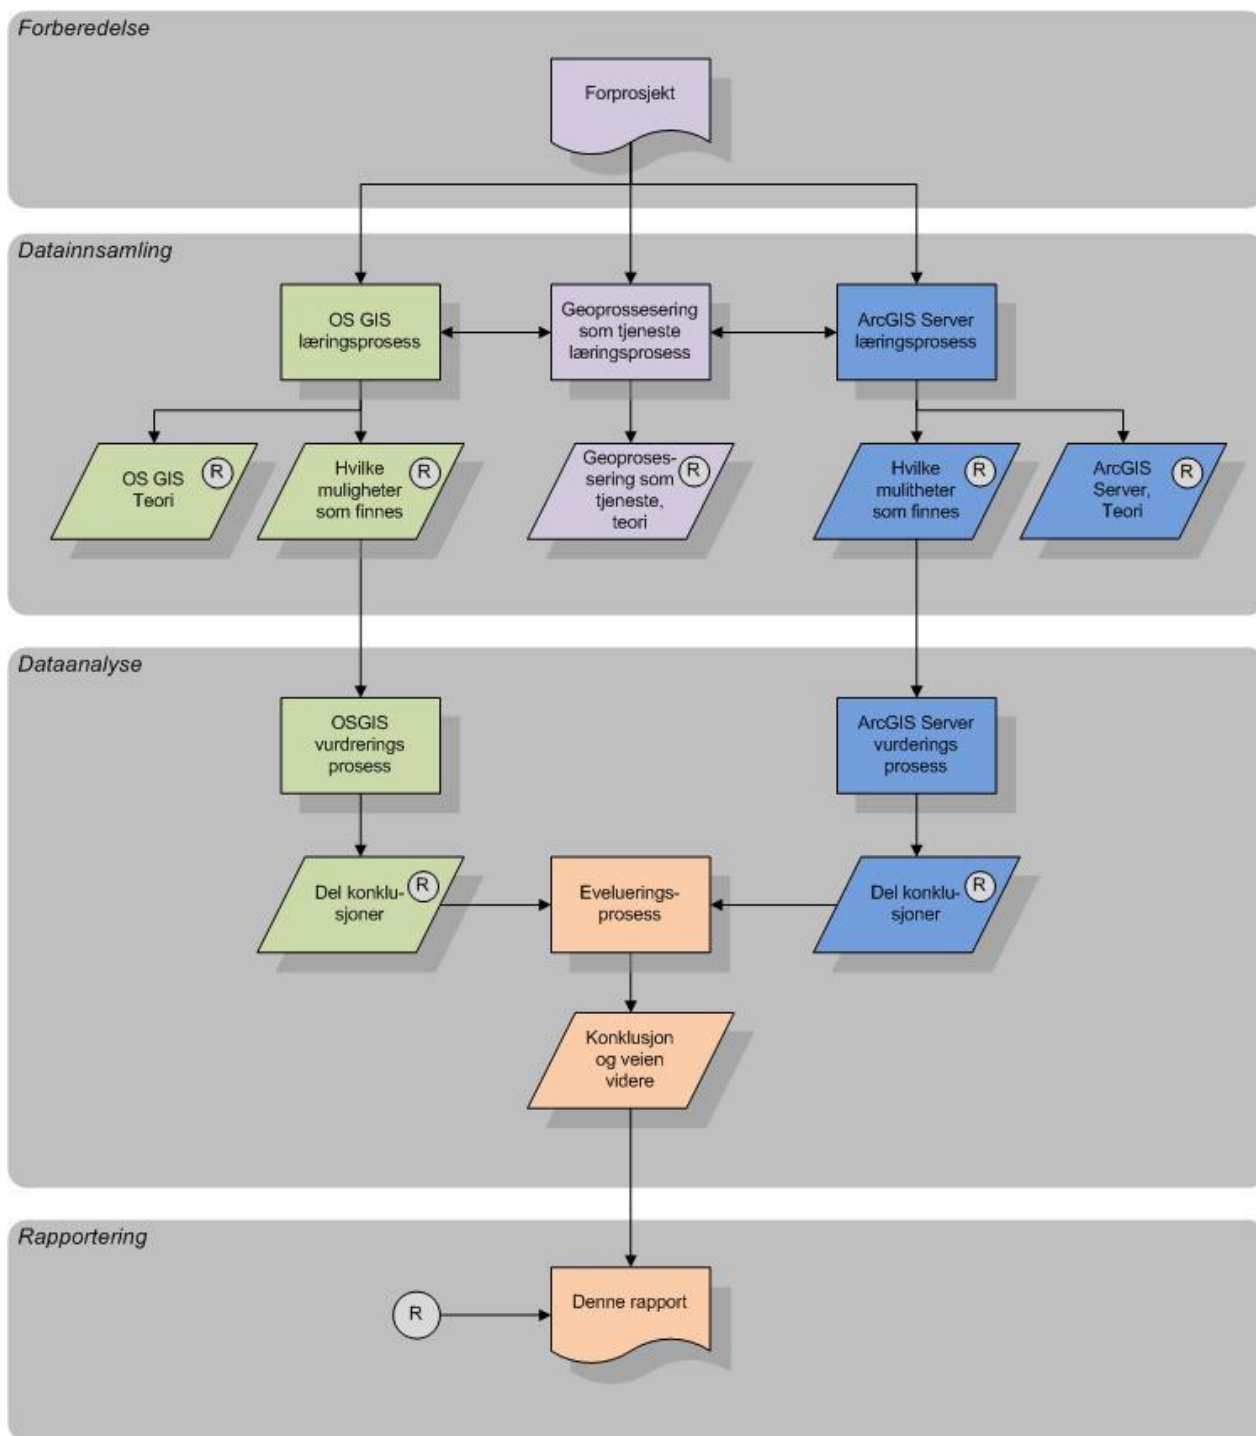 Forberedelse
Forprosjekt
Datainnsamling
OS GIS
læringsprosess
Geoprossesering
som tjeneste
læringsprosess
ArcGIS Server
læringsprosess
OS GIS
Teori
R
Hvilke
muligheter
som finnes
R
Geoproses-
sering som
tjeneste,
teori
R
Hvilke
mulitheter
som finnes
R
ArcGIS
Server,
Teori
R
Dataanalyse
OSGIS
vurdrerings
prosess
ArcGIS Server
vurderings
prosess
Del konklu-
sjoner
R
Eveluerings-
prosess
Del konklu-
sjoner
R
Konklusjon
og veien
videre
Rapportering
R
Denne rapport